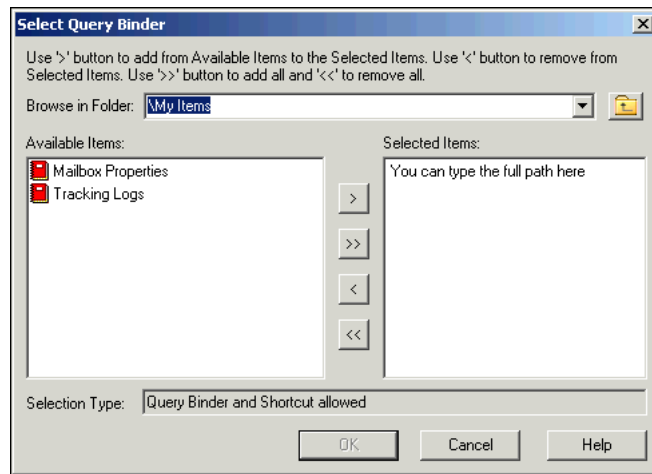 Select Query Binder
Use '>' button to add from Available Items to the Selected Items. Use '<' button to remove from
Selected Items. Use '>>' button to add all and '<<' to remove all.
Browse in Folder: \My Items
Available Items:
Selected Items:
Mailbox Properties
You can type the full path here
Tracking Logs
>
>>
<
<<
Selection Type: Query Binder and Shortcut allowed
OK Cancel Help